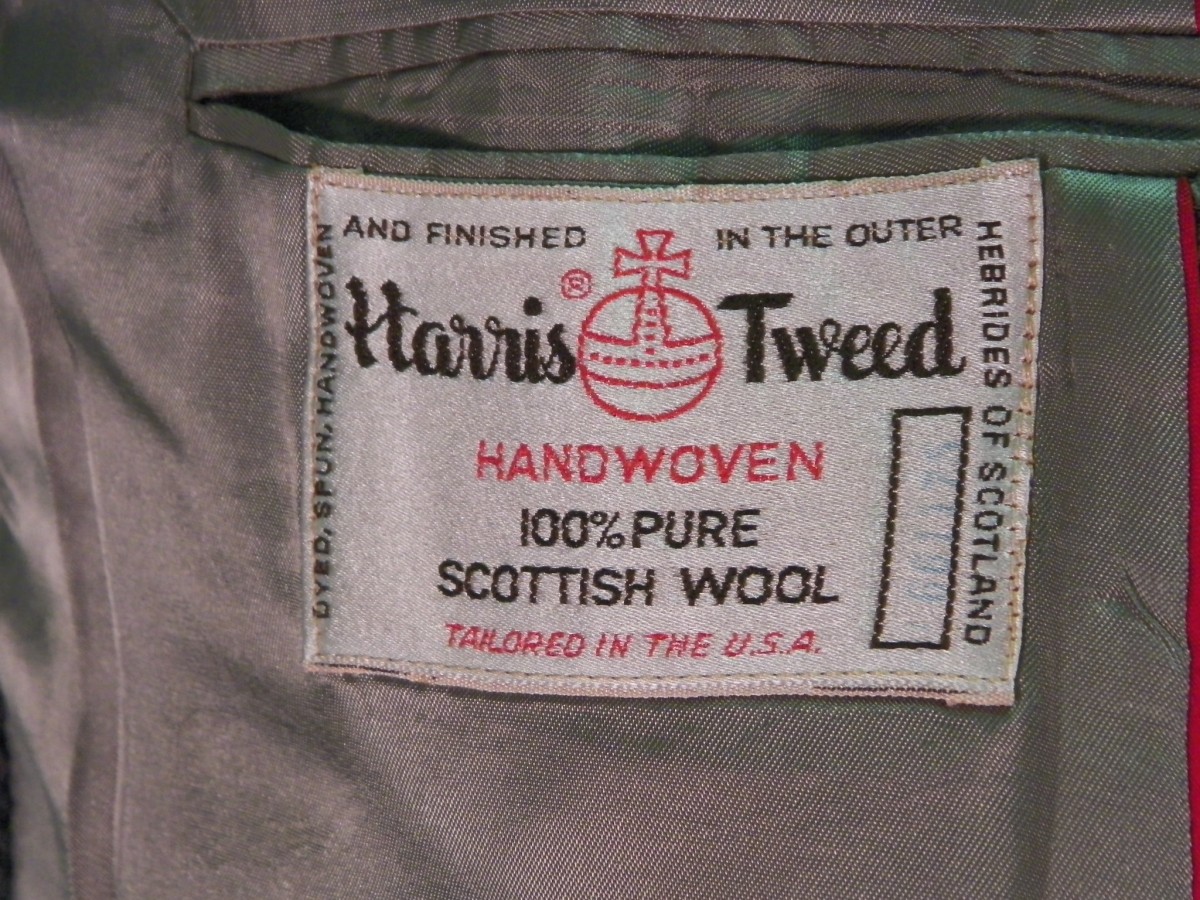 DYED, SPUN, HANDWOVEN
AND FINISHED
IN THE OUTER
HEBRIDES OF SCOTLAND
Harris ® Tweed
HANDWOVEN
100% PURE
SCOTTISH WOOL
TAILORED IN THE U.S.A.